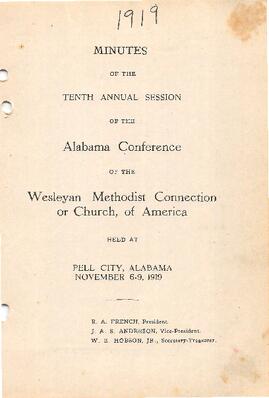 1919
MINUTES
OF THE
TENTH ANNUAL SESSION
OF THE
Alabama Conference
OF THE
Wesleyan Methodist Connection
or Church, of America
HELD AT
PELL CITY, ALABAMA
NOVEMBER 6-9, 1919
R. A. FRENCH, President.
J. A. S. ANDERSON, Vice-President.
W. E. HOBSON, JR., Secretary-Treasurer.